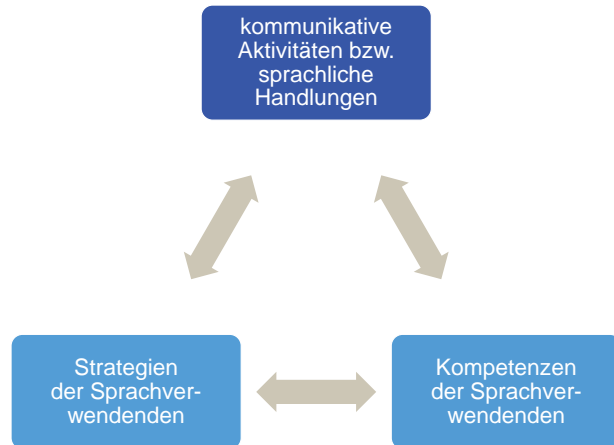 kommunikative
Aktivitäten bzw.
sprachliche
Handlungen
Strategien
der Sprachver-
wendenden
Kompetenzen
der Sprachver-
wendenden